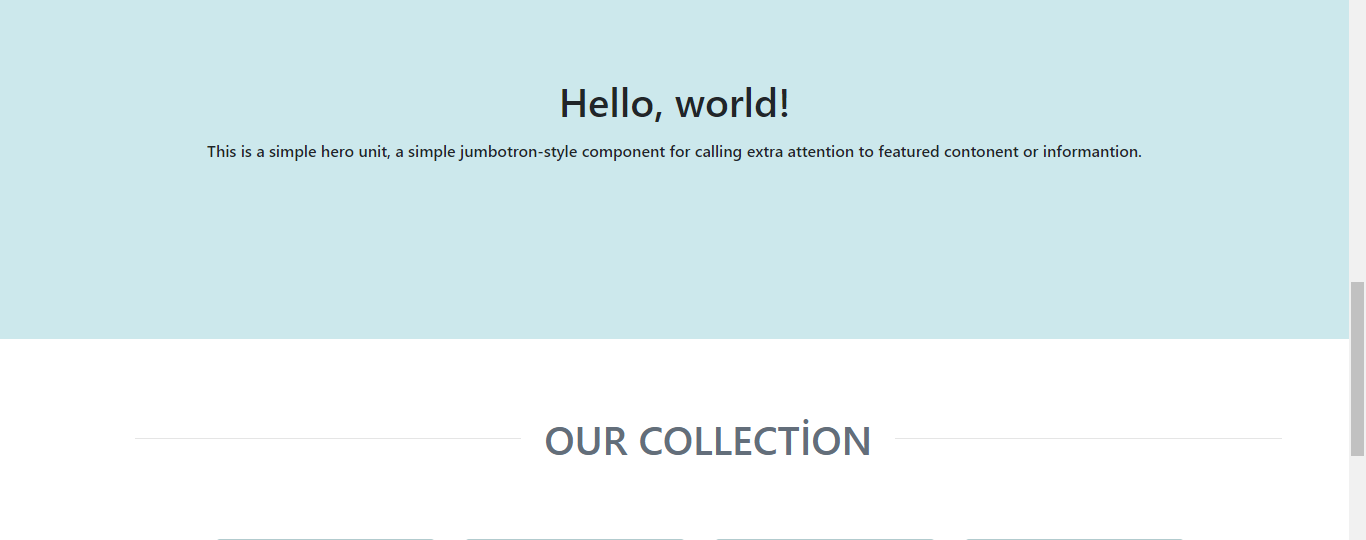 Hello, world!
This is a simple hero unit, a simple jumbotron-style component for calling extra attention to featured contonent or informantion.
OUR COLLECTİON